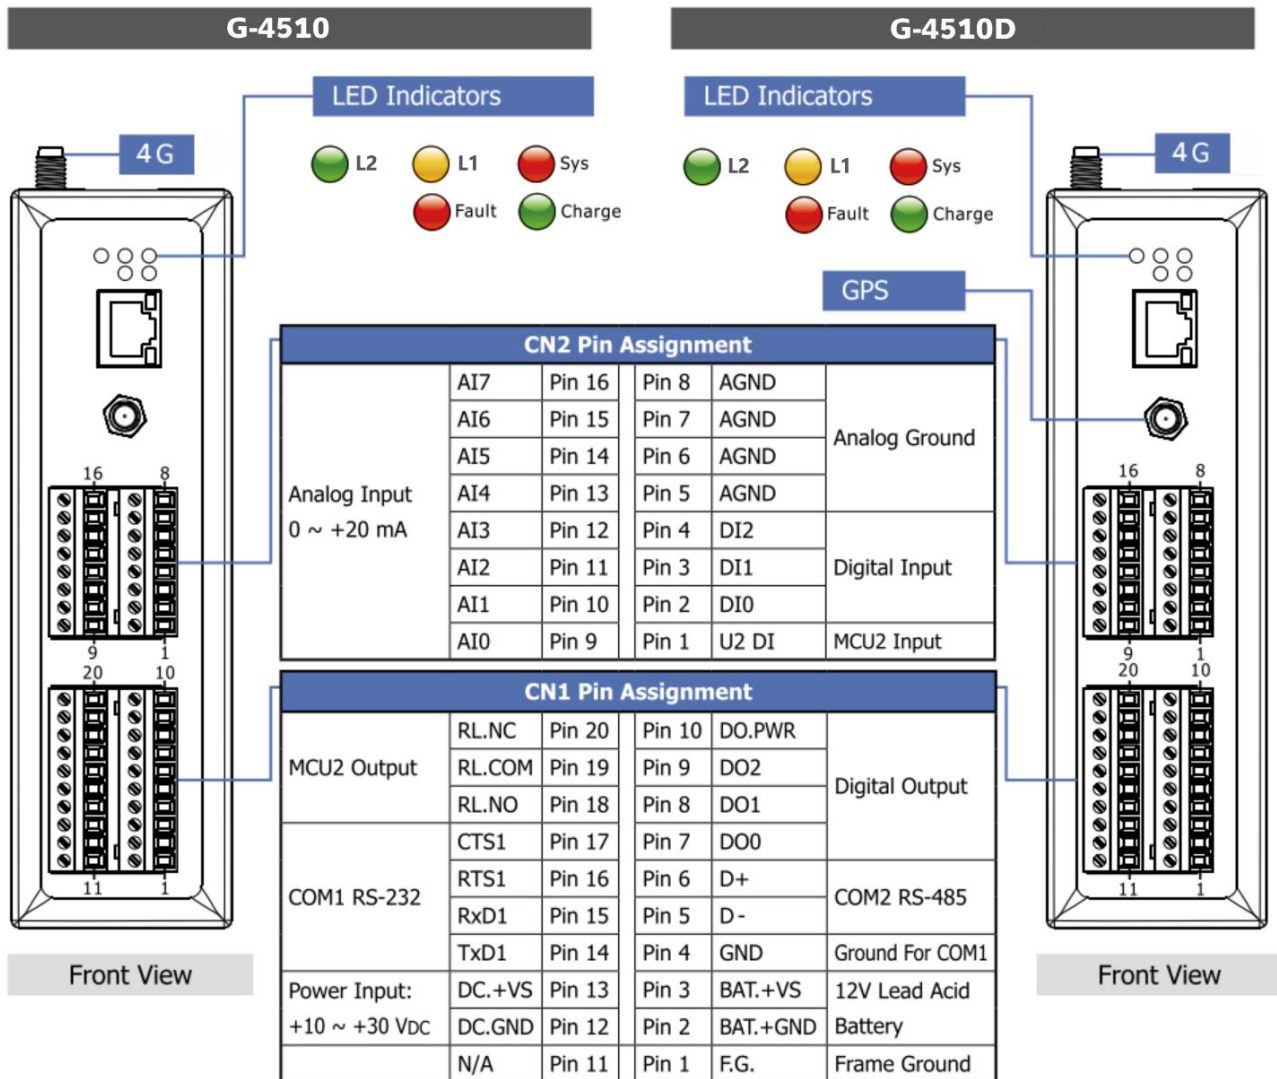 G-4510
G-4510D
LED Indicators
LED Indicators
4G
4G
L2 L1 Sys
Fault Charge
L2 L1 Sys
Fault Charge
GPS
CN2 Pin Assignment
Analog Input
0 ~ +20 mA
AI7 Pin 16 Pin 8 AGND
AI6 Pin 15 Pin 7 AGND
AI5 Pin 14 Pin 6 AGND
AI4 Pin 13 Pin 5 AGND
Analog Ground
AI3 Pin 12 Pin 4 DI2
AI2 Pin 11 Pin 3 DI1
AI1 Pin 10 Pin 2 DI0
Digital Input
AI0 Pin 9 Pin 1 U2 DI MCU2 Input
CN1 Pin Assignment
MCU2 Output
RL.NC Pin 20 Pin 10 DO.PWR
RL.COM Pin 19 Pin 9 DO2
RL.NO Pin 18 Pin 8 DO1
CTS1 Pin 17 Pin 7 DO0
Digital Output
COM1 RS-232
RTS1 Pin 16 Pin 6 D+
RxD1 Pin 15 Pin 5 D-
COM2 RS-485
TxD1 Pin 14 Pin 4 GND Ground For COM1
Power Input:
+10 ~ +30 VDC
DC.+VS Pin 13 Pin 3 BAT.+VS
DC.GND Pin 12 Pin 2 BAT.+GND
12V Lead Acid
Battery
N/A Pin 11 Pin 1 F.G. Frame Ground
16 8
9 1
20 10
11 1
Front View
16 8
9 1
20 10
11 1
Front View